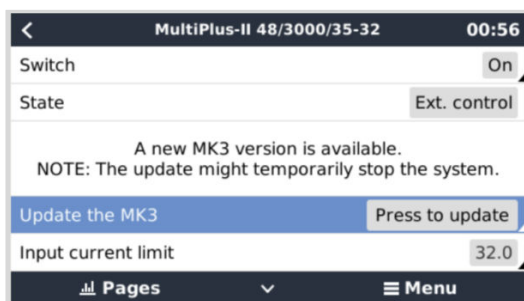 MultiPlus-II 48/3000/35-32 00:56
Switch On
State Ext. control
A new MK3 version is available.
NOTE: The update might temporarily stop the system.
Update the MK3 Press to update
Input current limit 32.0
Pages Menu